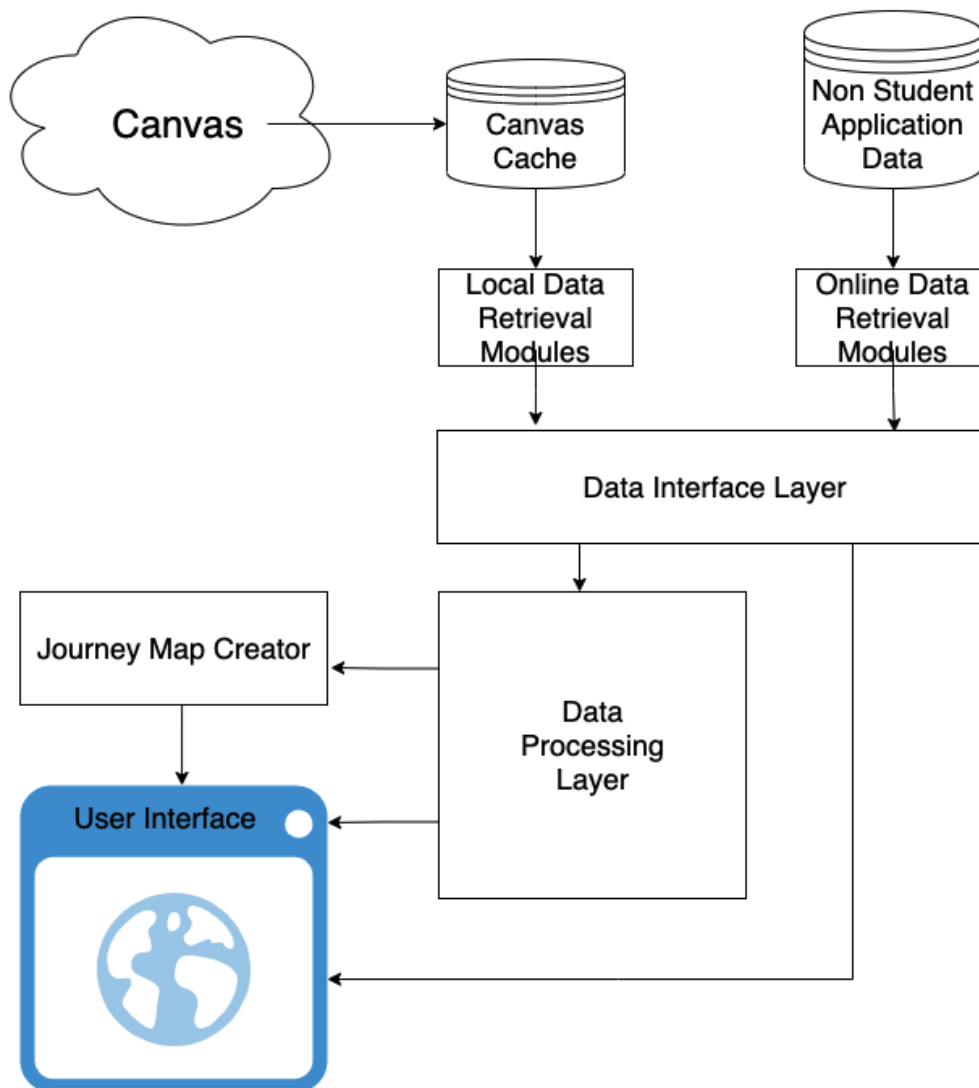 Canvas
Canvas
Cache
Non Student
Application
Data
Local Data
Retrieval
Modules
Online Data
Retrieval
Modules
Data Interface Layer
Journey Map Creator
Data
Processing
Layer
User Interface